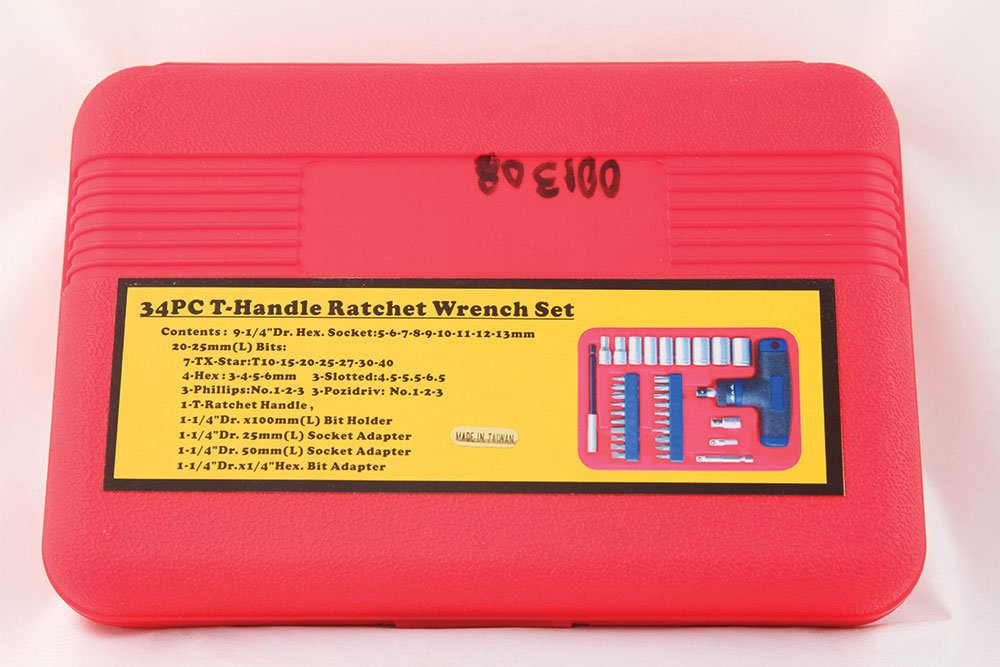 001308
34PC T-Handle Ratchet Wrench Set
Contents: 9-1/4"Dr. Hex. Socket:5-6-7-8-9-10-11-12-13mm
20-25mm(L) Bits:
7-TX-Star:T10-15-20-25-27-30-40
4-Hex:3-4-5-6mm 3-Slotted:4.5-5.5-6.5
3-Phillips:No.1-2-3 3-Pozidriv: No.1-2-3
1-T-Ratchet Handle,
1-1/4"Dr. x100mm(L) Bit Holder
1-1/4"Dr. 25mm(L) Socket Adapter
1-1/4"Dr. 50mm(L) Socket Adapter
1-1/4"Dr.x1/4"Hex. Bit Adapter
MADE IN TAIWAN